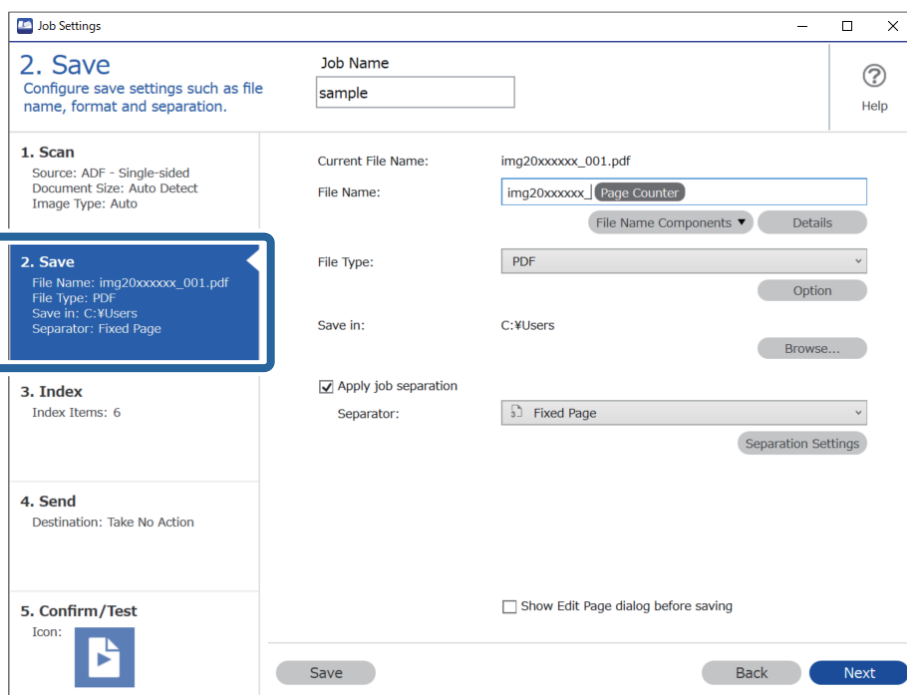 Job Settings
2. Save
Configure save settings such as file
name, format and separation.
Job Name
sample
Help
1. Scan
Source: ADF - Single-sided
Document Size: Auto Detect
Image Type: Auto
2. Save
File Name: img20xxxxxx_001.pdf
File Type: PDF
Save in: C:¥Users
Separator: Fixed Page
3. Index
Index Items: 6
4. Send
Destination: Take No Action
5. Confirm/Test
Icon:
Current File Name: img20xxxxxx_001.pdf
File Name: img20xxxxxx_ Page Counter
File Name Components ▼ Details
File Type: PDF
Option
Save in: C:¥Users
Browse...
Apply job separation
Separator: Fixed Page
Separation Settings
Show Edit Page dialog before saving
Save Back Next